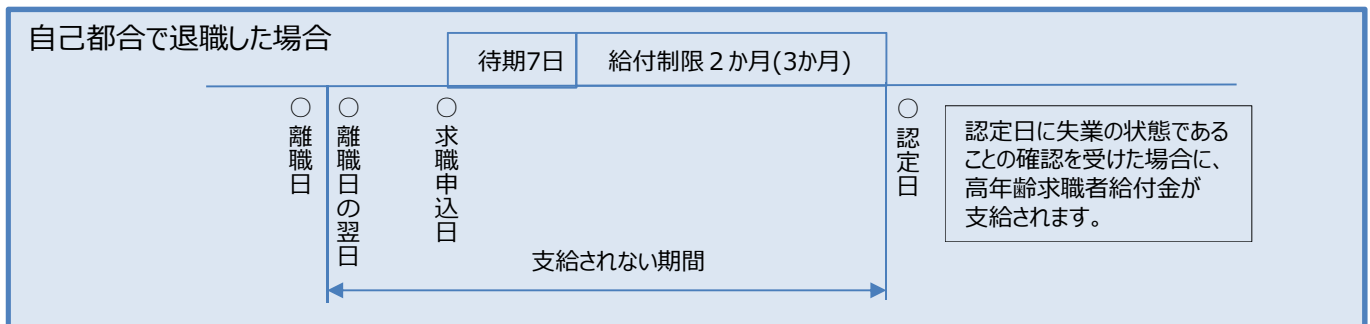 自己都合で退職した場合
待期7日
給付制限２か月(3か月)
○離職日
○離職日の翌日
○求職申込日
○認定日
認定日に失業の状態である
ことの確認を受けた場合に、
高年齢求職者給付金が
支給されます。
支給されない期間